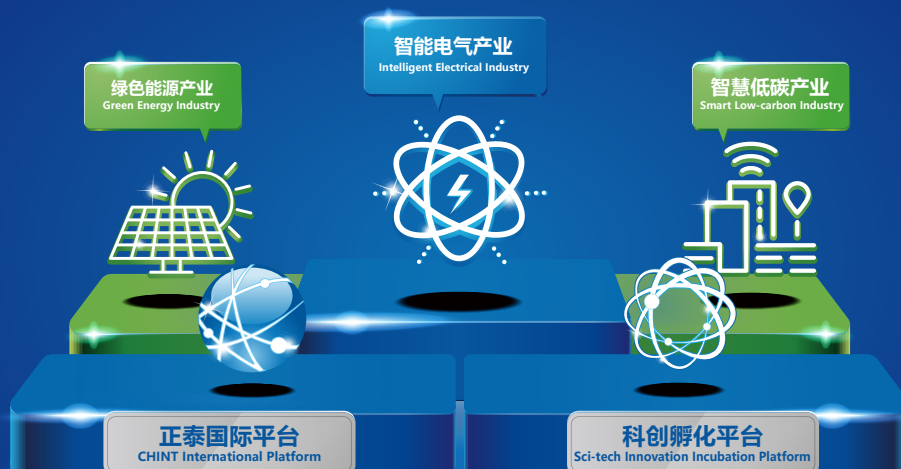 智能电气产业
Intelligent Electrical Industry
绿色能源产业
Green Energy Industry
智慧低碳产业
Smart Low-carbon Industry
正泰国际平台
CHINT International Platform
科创孵化平台
Sci-tech Innovation Incubation Platform